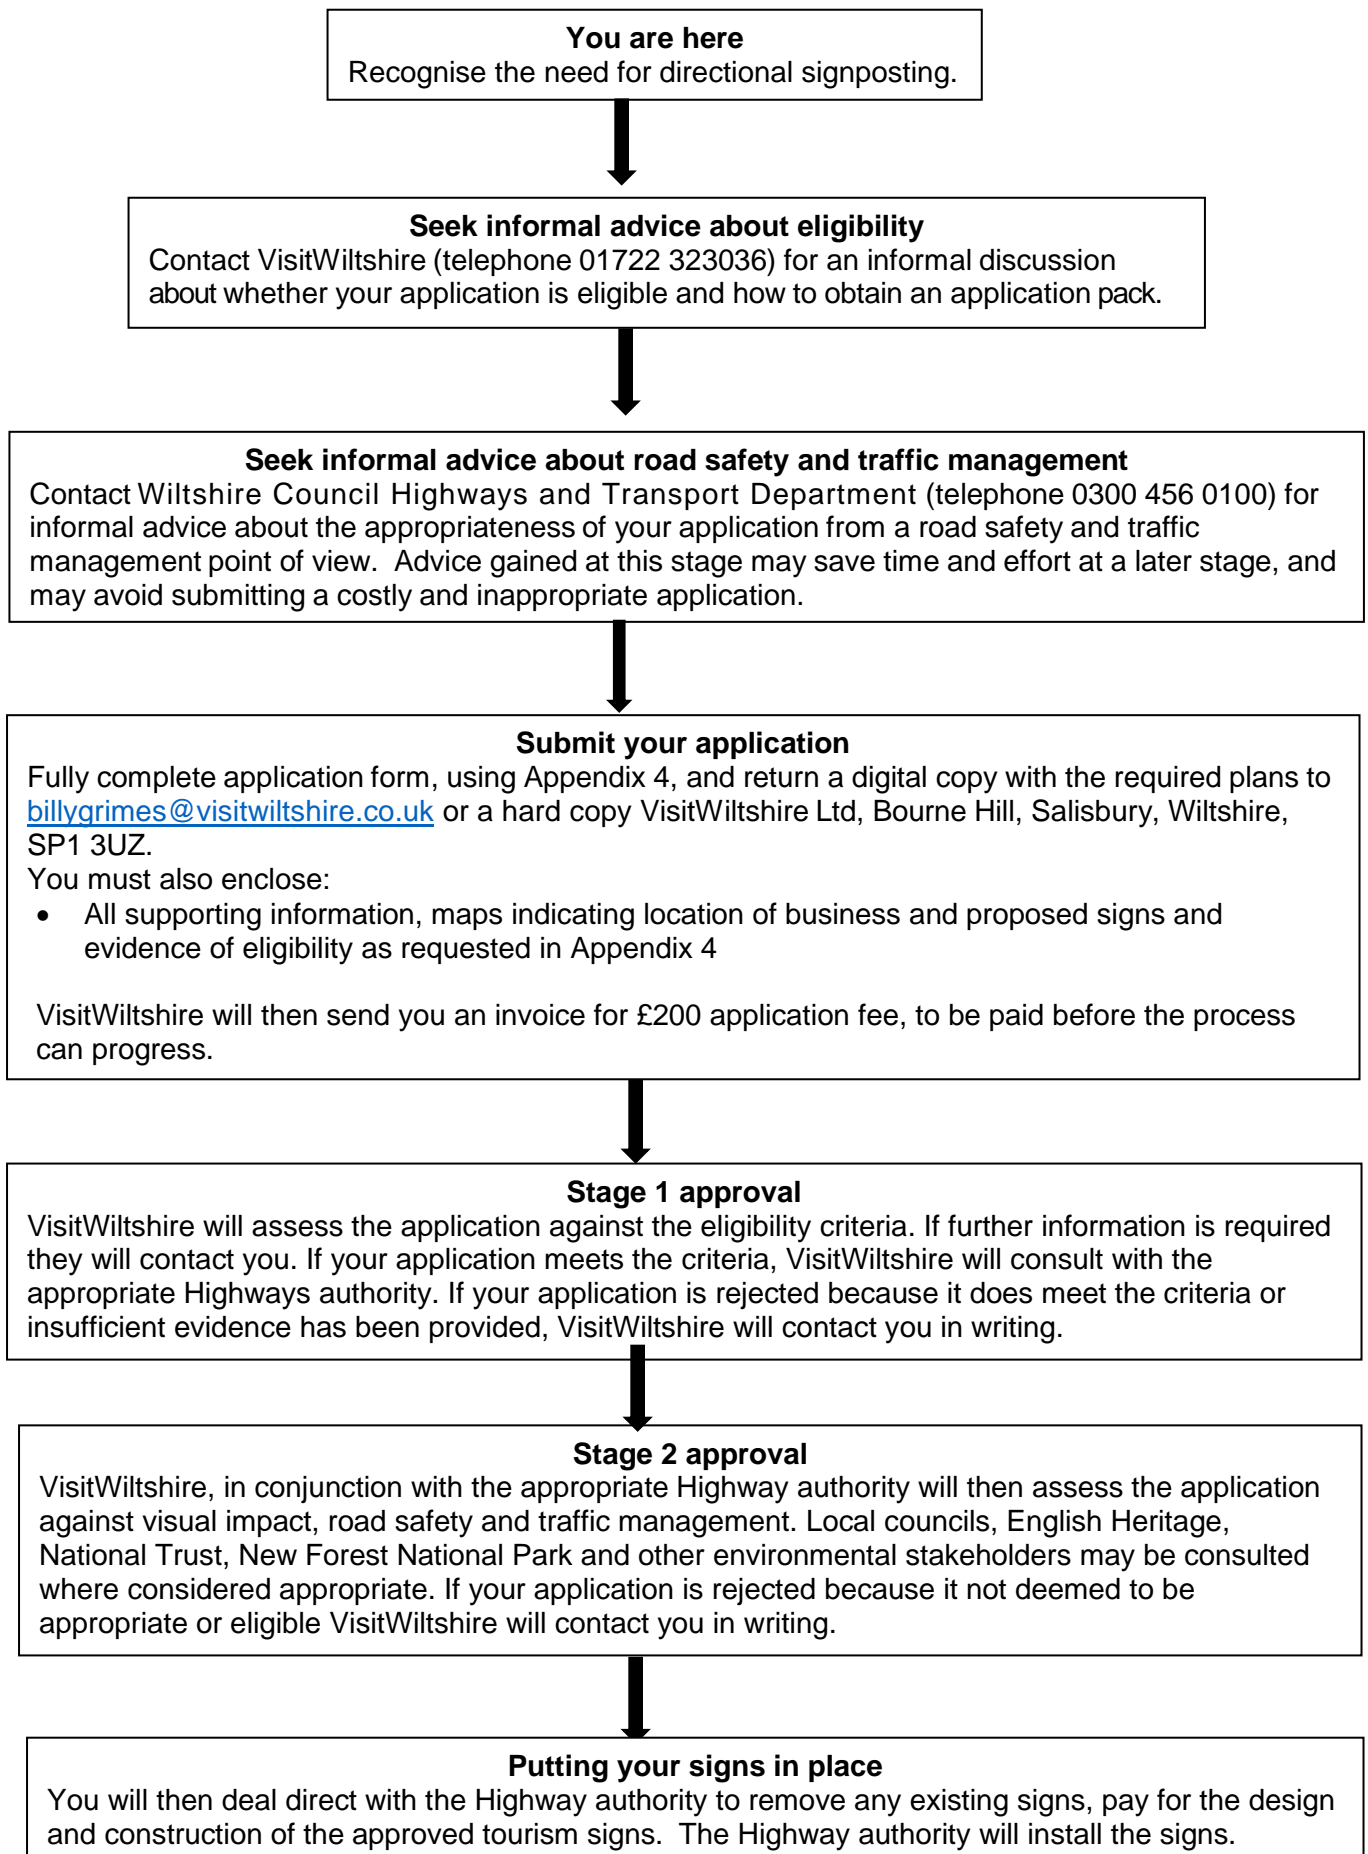 You are here
Recognise the need for directional signposting.
Seek informal advice about eligibility
Contact VisitWiltshire (telephone 01722 323036) for an informal discussion
about whether your application is eligible and how to obtain an application pack.
Seek informal advice about road safety and traffic management
Contact Wiltshire Council Highways and Transport Department (telephone 0300 456 0100) for
informal advice about the appropriateness of your application from a road safety and traffic
management point of view. Advice gained at this stage may save time and effort at a later stage, and
may avoid submitting a costly and inappropriate application.
Submit your application
Fully complete application form, using Appendix 4, and return a digital copy with the required plans to
billygrimes@visitwiltshire.co.uk or a hard copy VisitWiltshire Ltd, Bourne Hill, Salisbury, Wiltshire,
SP1 3UZ.
You must also enclose:
• All supporting information, maps indicating location of business and proposed signs and
evidence of eligibility as requested in Appendix 4
VisitWiltshire will then send you an invoice for £200 application fee, to be paid before the process
can progress.
Stage 1 approval
VisitWiltshire will assess the application against the eligibility criteria. If further information is required
they will contact you. If your application meets the criteria, VisitWiltshire will consult with the
appropriate Highways authority. If your application is rejected because it does meet the criteria or
insufficient evidence has been provided, VisitWiltshire will contact you in writing.
Stage 2 approval
VisitWiltshire, in conjunction with the appropriate Highway authority will then assess the application
against visual impact, road safety and traffic management. Local councils, English Heritage,
National Trust, New Forest National Park and other environmental stakeholders may be consulted
where considered appropriate. If your application is rejected because it not deemed to be
appropriate or eligible VisitWiltshire will contact you in writing.
Putting your signs in place
You will then deal direct with the Highway authority to remove any existing signs, pay for the design
and construction of the approved tourism signs. The Highway authority will install the signs.